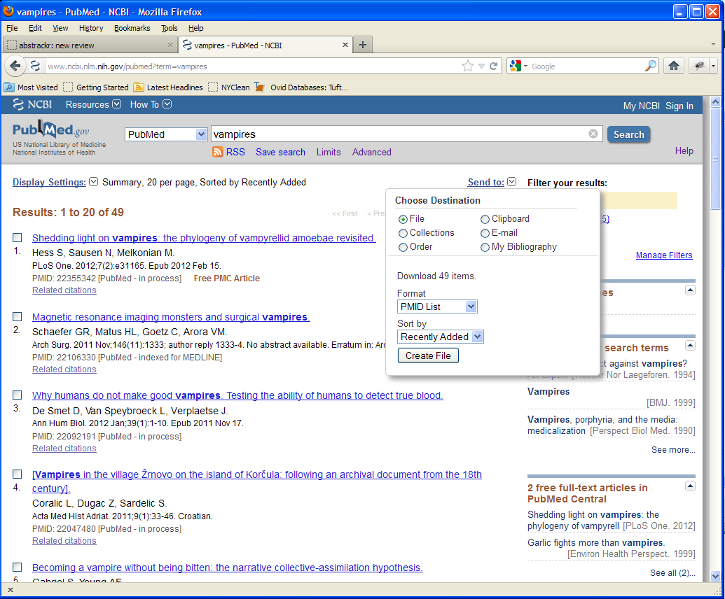 vampires - PubMed - NCBI - Mozilla Firefox
File Edit View History Bookmarks Tools Help
abstrackr: new review
vampires - PubMed - NCBI
www.ncbi.nlm.nih.gov/pubmed?term=vampires
Google
Most Visited Getting Started Latest Headlines NYClean Ovid Databases: Tuft...
NCBI Resources How To
My NCBI Sign In
PubMed.gov
US National Library of Medicine
National Institutes of Health
PubMed
vampires
Search
RSS Save search Limits Advanced
Help
Display Settings: Summary, 20 per page, Sorted by Recently Added
Send to:
Filter your results:
Results: 1 to 20 of 49
<< First < Pre
5)
Manage Filters
Choose Destination
File Clipboard
Collections E-mail
Order My Bibliography
Download 49 items.
Format
PMID List
Sort by
Recently Added
Create File
1. Shedding light on vampires: the phylogeny of vampyrellid amoebae revisited.
Hess S, Sausen N, Melkonian M.
PLoS One. 2012;7(2):e31165. Epub 2012 Feb 15.
PMID: 22355342 [PubMed - in process] Free PMC Article
Related citations
2. Magnetic resonance imaging monsters and surgical vampires.
Schaefer GR, Matus HL, Goetz C, Arora VM.
Arch Surg. 2011 Nov;146(11):1333; author reply 1333-4. No abstract available. Erratum in: Arc
PMID: 22106330 [PubMed - indexed for MEDLINE]
Related citations
3. Why humans do not make good vampires. Testing the ability of humans to detect true blood.
De Smet D, Van Speybroeck L, Verplaetse J.
Ann Hum Biol. 2012 Jan;39(1):1-10. Epub 2011 Nov 17.
PMID: 22092191 [PubMed - in process]
Related citations
4. [Vampires in the village Žrnovo on the island of Korčula: following an archival document from the 18th
century].
Coralic L, Dugac Z, Sardelic S.
Acta Med Hist Adriat. 2011;9(1):33-46. Croatian.
PMID: 22047480 [PubMed - in process]
Related citations
5. Becoming a vampire without being bitten: the narrative collective-assimilation hypothesis.
Gabriel S, Young AF.
es
search terms
ct against vampires?
Nor Laegeforen. 1994]
Vampires
[BMJ. 1999]
Vampires, porphyria, and the media:
medicalization [Perspect Biol Med. 1990]
See more...
2 free full-text articles in
PubMed Central
Shedding light on vampires: the
phylogeny of vampyrell [PLoS One. 2012]
Garlic fights more than vampires.
[Environ Health Perspect. 1999]
See all (2)...